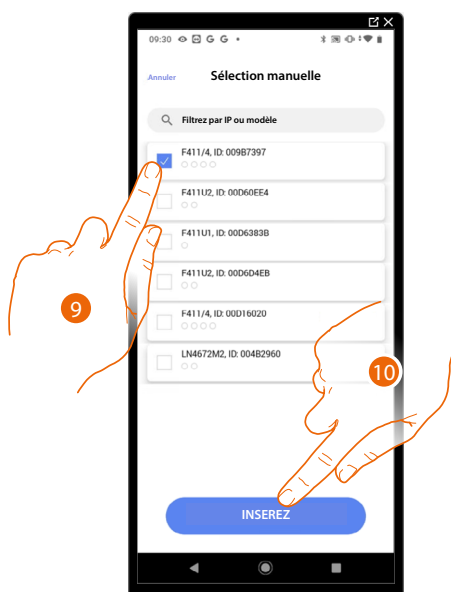 09:30 G G
Annuler Sélection manuelle
Filtrez par IP ou modèle
F411/4, ID: 009B7397
F411U2, ID: 00D60EE4
F411U1, ID: 00D6383B
F411U2, ID: 00D6D4EB
F411/4, ID: 00D16020
LN4672M2, ID: 004B2960
9
10
INSEREZ